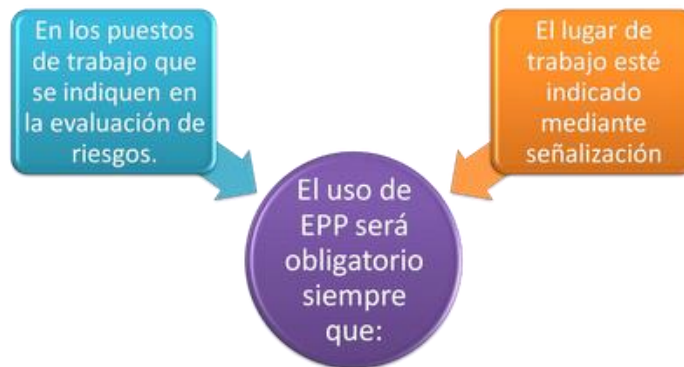 En los puestos
de trabajo que
se indiquen en
la evaluación de
riesgos.
El lugar de
trabajo esté
indicado
mediante
señalización
El uso de
EPP será
obligatorio
siempre
que: